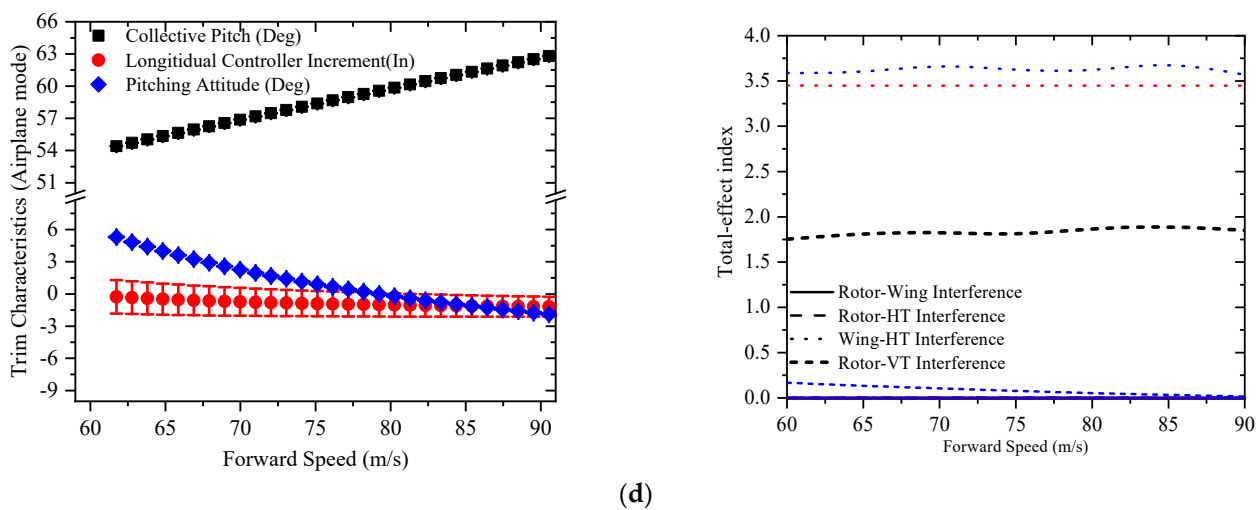 Trim Characteristics (Airplane mode)
66
63
60
57
54
51
6
3
0
-3
-6
-9
Collective Pitch (Deg)
Longitidual Controller Increment(In)
Pitching Attitude (Deg)
60 65 70 75 80 85 90
Forward Speed (m/s)
Total-effect index
4.0
3.5
3.0
2.5
2.0
1.5
1.0
0.5
0.0
Rotor-Wing Interference
Rotor-HT Interference
Wing-HT Interference
Rotor-VT Interference
60 65 70 75 80 85 90
Forward Speed (m/s)
(d)